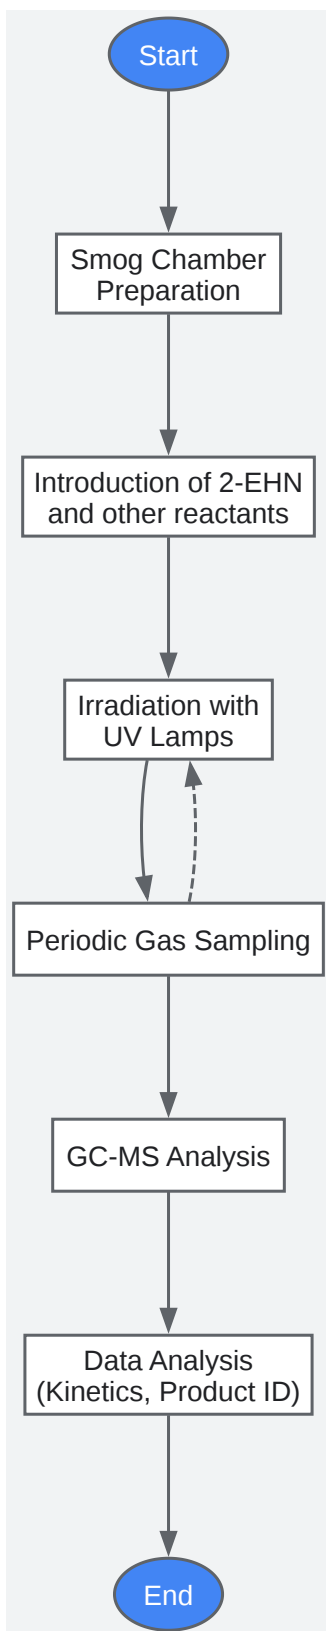 Start
Smog Chamber
Preparation
Introduction of 2-EHN
and other reactants
Irradiation with
UV Lamps
Periodic Gas Sampling
GC-MS Analysis
Data Analysis
(Kinetics, Product ID)
End